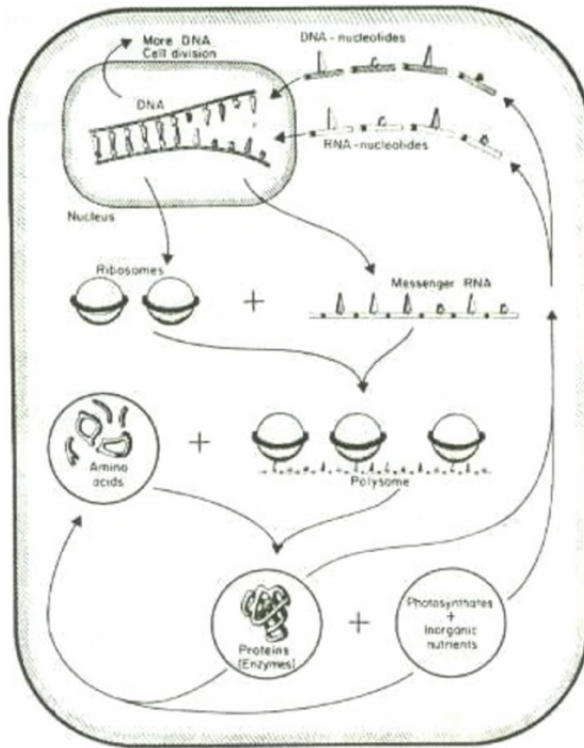 More DNA
Cell division
DNA - nucleotides
DNA
RNA - nucleotides
Nucleus
Ribosomes
+
Messenger RNA
Amino
acids
+
Polysome
Proteins
[Enzymes]
+
Photosynthates
+
Inorganic
nutrients